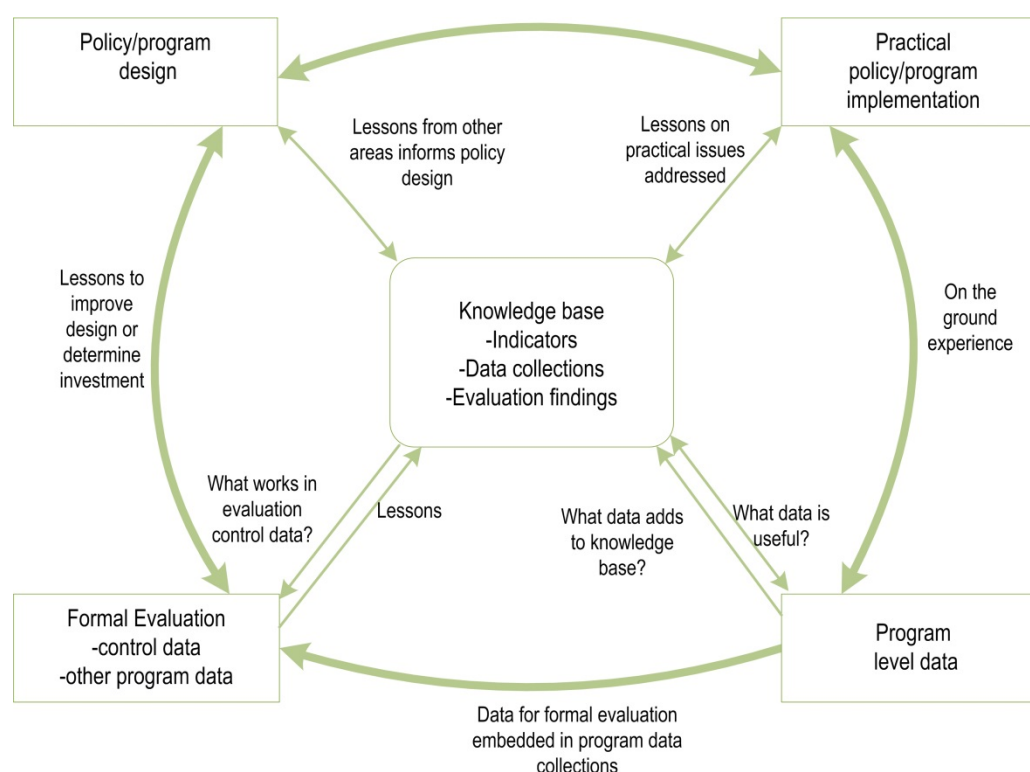 Policy/program
design
Practical
policy/program
implementation
Lessons from other
areas informs policy
design
Lessons on
practical issues
addressed
Lessons to
improve
design or
determine
investment
Knowledge base
-Indicators
-Data collections
-Evaluation findings
On the
ground
experience
What works in
evaluation
control data?
Lessons
What data adds
to knowledge
base?
What data is
useful?
Formal Evaluation
-control data
-other program data
Program
level data
Data for formal evaluation
embedded in program data
collections